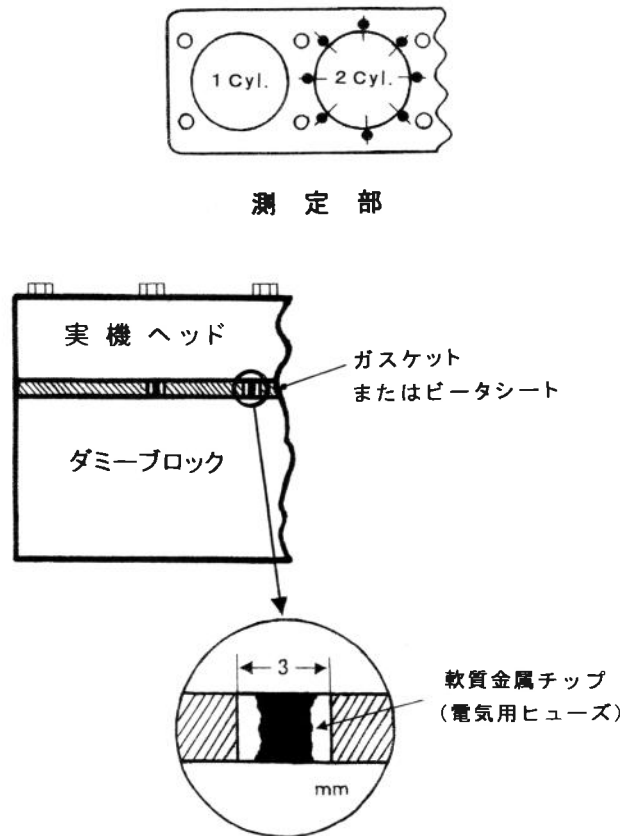 1 Cyl.
2 Cyl.
測定部
実機ヘッド
ガスケット
またはビータシート
ダミーブロック
3
軟質金属チップ
(電気用ヒューズ)
mm